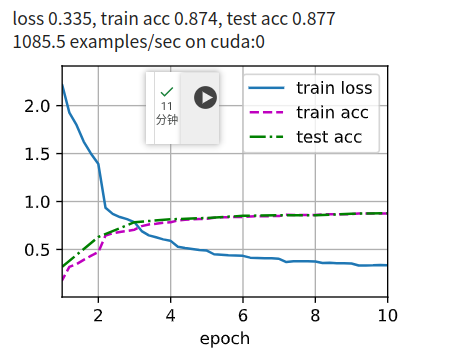 loss 0.335, train acc 0.874, test acc 0.877
1085.5 examples/sec on cuda:0
11
分钟
train loss
train acc
test acc
2.0
1.5
1.0
0.5
2 4 6 8 10
epoch